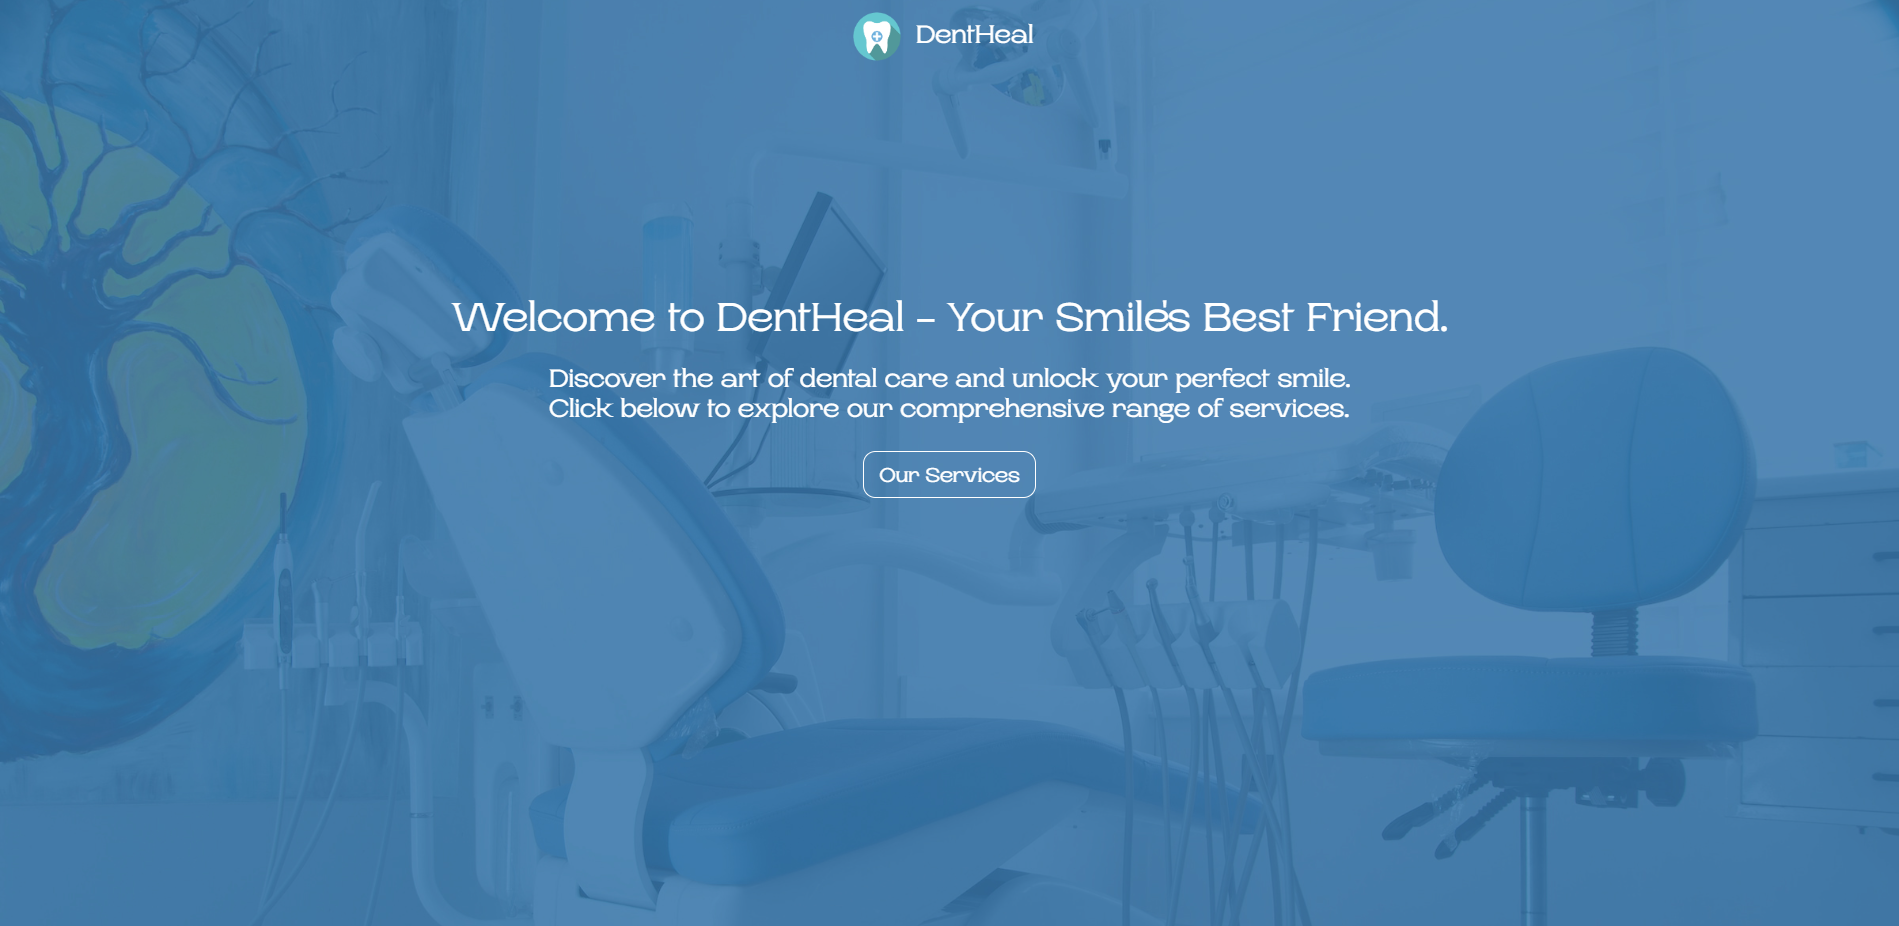 DentHeal
Welcome to DentHeal - Your Smile's Best Friend.
Discover the art of dental care and unlock your perfect smile.
Click below to explore our comprehensive range of services.
Our Services